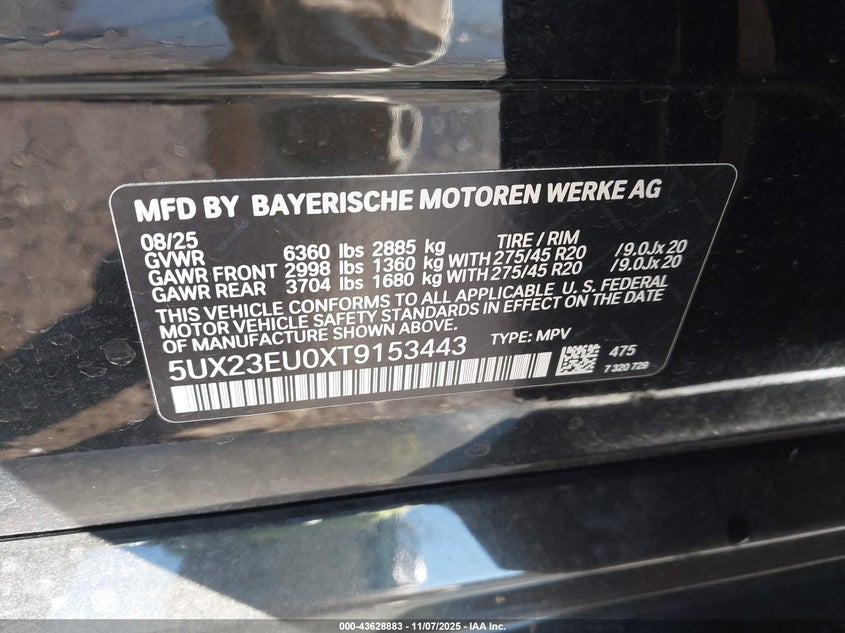 MFD BY BAYERISCHE MOTOREN WERKE AG
08/25 TIRE / RIM
GVWR 6360 lbs 2885 kg
GAWR FRONT 2998 lbs 1360 kg WITH 275/45 R20 /9.0Jx20
GAWR REAR 3704 lbs 1680 kg WITH 275/45 R20 /9.0Jx20
THIS VEHICLE CONFORMS TO ALL APPLICABLE U.S. FEDERAL
MOTOR VEHICLE SAFETY STANDARDS IN EFFECT ON THE DATE
OF MANUFACTURE SHOWN ABOVE.
5UX23EU0XT9153443 TYPE: MPV
475
7 320 729
000-43628883 - 11/07/2025 - IAA Inc.